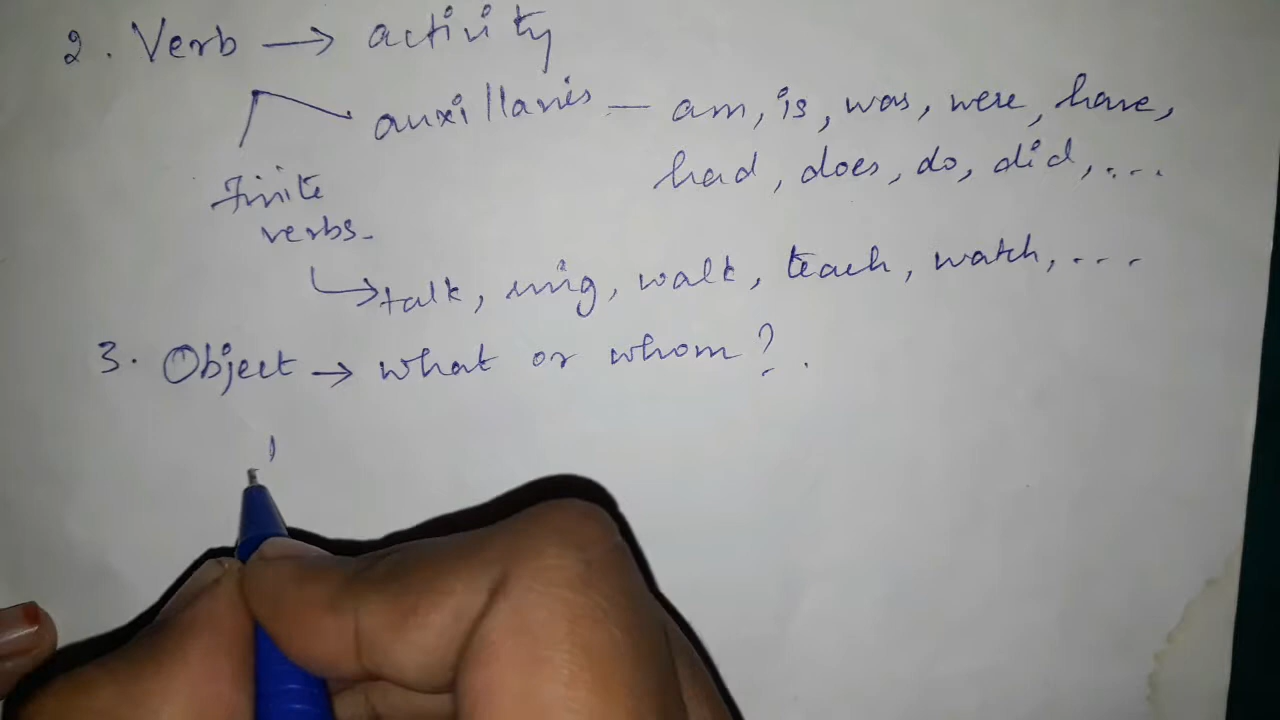 2. Verb → activity
auxillaries — am, is, was, were, have,
had, does, do, did, ....
Finite
verbs.
↳ talk, sing, walk, teach, watch, ...
3. Object → what or whom?.